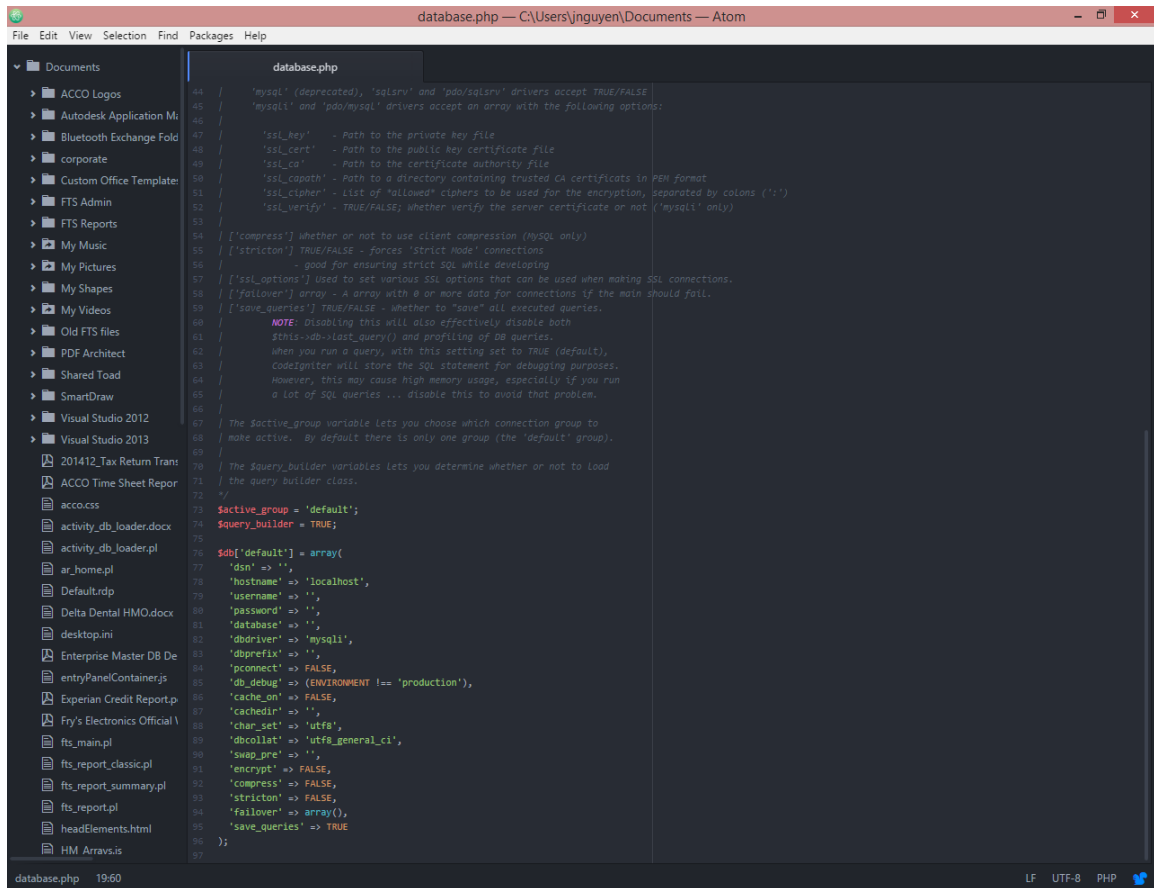 database.php — C:\Users\jnguyen\Documents — Atom
File Edit View Selection Find Packages Help
Documents
ACCO Logos
Autodesk Application Ma
Bluetooth Exchange Fold
corporate
Custom Office Templates
FTS Admin
FTS Reports
My Music
My Pictures
My Shapes
My Videos
Old FTS files
PDF Architect
Shared Toad
SmartDraw
Visual Studio 2012
Visual Studio 2013
201412_Tax Return Trans
ACCO Time Sheet Repor
acco.css
activity_db_loader.docx
activity_db_loader.pl
ar_home.pl
Default.rdp
Delta Dental HMO.docx
desktop.ini
Enterprise Master DB De
entryPanelContainer.js
Experian Credit Report.p
Fry's Electronics Official
fts_main.pl
fts_report_classic.pl
fts_report_summary.pl
fts_report.pl
headElements.html
HM_Arrays.js
database.php
44 | 'mysql' (deprecated), 'sqlsrv' and 'pdo/sqlsrv' drivers accept TRUE/FALSE
45 | 'mysqli' and 'pdo/mysql' drivers accept an array with the following options:
46 |
47 | 'ssl_key' - Path to the private key file
48 | 'ssl_cert' - Path to the public key certificate file
49 | 'ssl_ca' - Path to the certificate authority file
50 | 'ssl_capath' - Path to a directory containing trusted CA certificats in PEM format
51 | 'ssl_cipher' - List of *allowed* ciphers to be used for the encryption, separated by colons (':')
52 | 'ssl_verify' - TRUE/FALSE; Whether verify the server certificate or not ('mysqli' only)
53 |
54 | ['compress'] Whether or not to use client compression (MySQL only)
55 | ['stricton'] TRUE/FALSE - forces 'Strict Mode' connections
56 | - good for ensuring strict SQL while developing
57 | ['ssl_options'] Used to set various SSL options that can be used when making SSL connections.
58 | ['failover'] array - A array with 0 or more data for connections if the main should fail.
59 | ['save_queries'] TRUE/FALSE - Whether to "save" all executed queries.
60 | NOTE: Disabling this will also effectively disable both
61 | $this->db->last_query() and profiling of DB queries.
62 | When you run a query, with this setting set to TRUE (default),
63 | CodeIgniter will store the SQL statement for debugging purposes.
64 | However, this may cause high memory usage, especially if you run
65 | a lot of SQL queries ... disable this to avoid that problem.
66 |
67 | The $active_group variable lets you choose which connection group to
68 | make active. By default there is only one group (the 'default' group).
69 |
70 | The $query_builder variables lets you determine whether or not to load
71 | the query builder class.
72 */
73 $active_group = 'default';
74 $query_builder = TRUE;
75
76 $db['default'] = array(
77 'dsn' => '',
78 'hostname' => 'localhost',
79 'username' => '',
80 'password' => '',
81 'database' => '',
82 'dbdriver' => 'mysqli',
83 'dbprefix' => '',
84 'pconnect' => FALSE,
85 'db_debug' => (ENVIRONMENT !== 'production'),
86 'cache_on' => FALSE,
87 'cachedir' => '',
88 'char_set' => 'utf8',
89 'dbcollat' => 'utf8_general_ci',
90 'swap_pre' => '',
91 'encrypt' => FALSE,
92 'compress' => FALSE,
93 'stricton' => FALSE,
94 'failover' => array(),
95 'save_queries' => TRUE
96 );
97
database.php 19:60 LF UTF-8 PHP